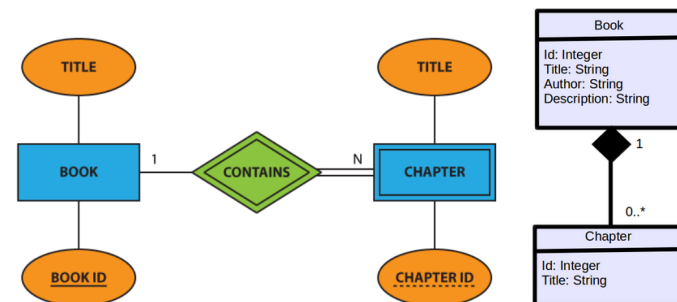 TITLE
TITLE
BOOK
1
CONTAINS
N
CHAPTER
BOOK ID
CHAPTER ID
Book
Id: Integer
Title: String
Author: String
Description: String
1
0..*
Chapter
Id: Integer
Title: String